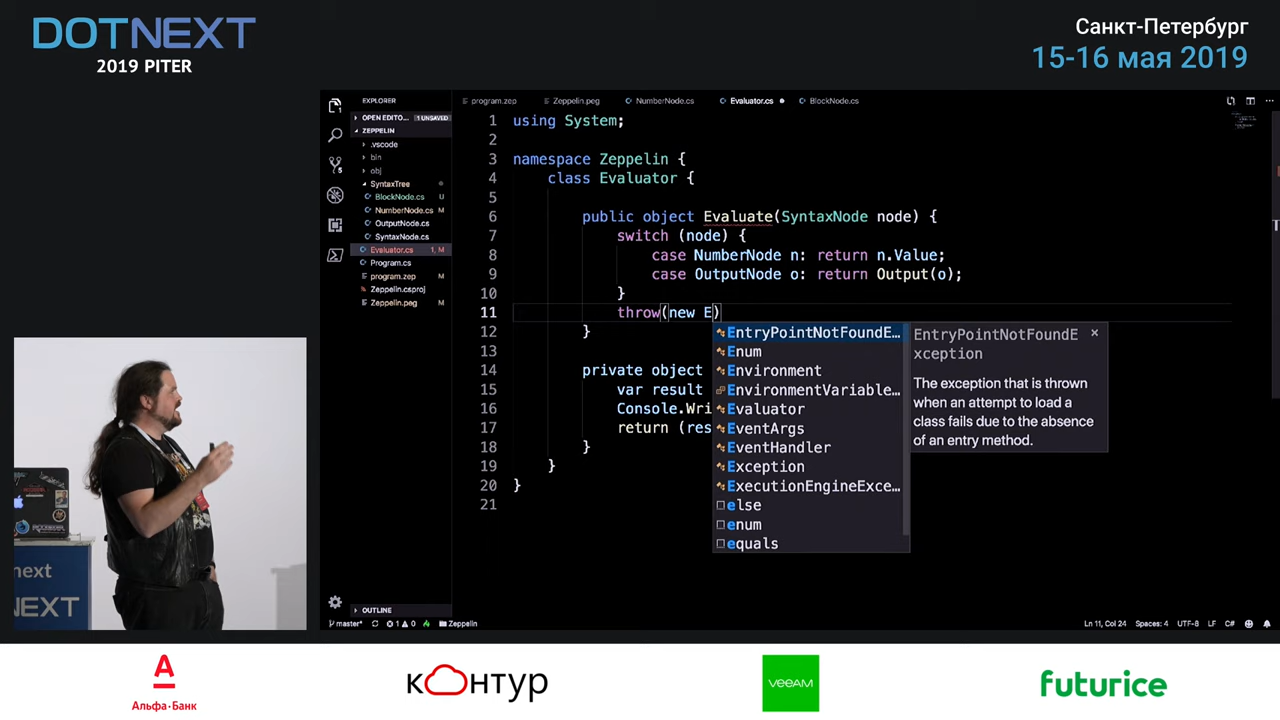 DOTNEXT
2019 PITER
Санкт-Петербург
15-16 мая 2019
EXPLORER
OPEN EDITO... 1 UNSAVED
ZEPPELIN
.vscode
bin
obj
SyntaxTree
BlockNode.cs U
NumberNode.cs M
OutputNode.cs
SyntaxNode.cs
Evaluator.cs 1, M
Program.cs
program.zep M
Zeppelin.csproj
Zeppelin.peg M
OUTLINE
program.zep Zeppelin.peg NumberNode.cs Evaluator.cs BlockNode.cs
1 using System;
2
3 namespace Zeppelin {
4 class Evaluator {
5
6 public object Evaluate(SyntaxNode node) {
7 switch (node) {
8 case NumberNode n: return n.Value;
9 case OutputNode o: return Output(o);
10 }
11 throw(new E)
12 }
13
14 private object
15 var result
16 Console.Wri
17 return (res
18 }
19 }
20 }
21
EntryPointNotFoundE...
Enum
Environment
EnvironmentVariable...
Evaluator
EventArgs
EventHandler
Exception
ExecutionEngineExce...
else
enum
equals
EntryPointNotFoundE
xception
The exception that is thrown
when an attempt to load a
class fails due to the absence
of an entry method.
master* 1 0 Zeppelin
Ln 11, Col 24 Spaces: 4 UTF-8 LF C#
next
NEXT
А
Альфа·Банк
контур
veeAM
futurice